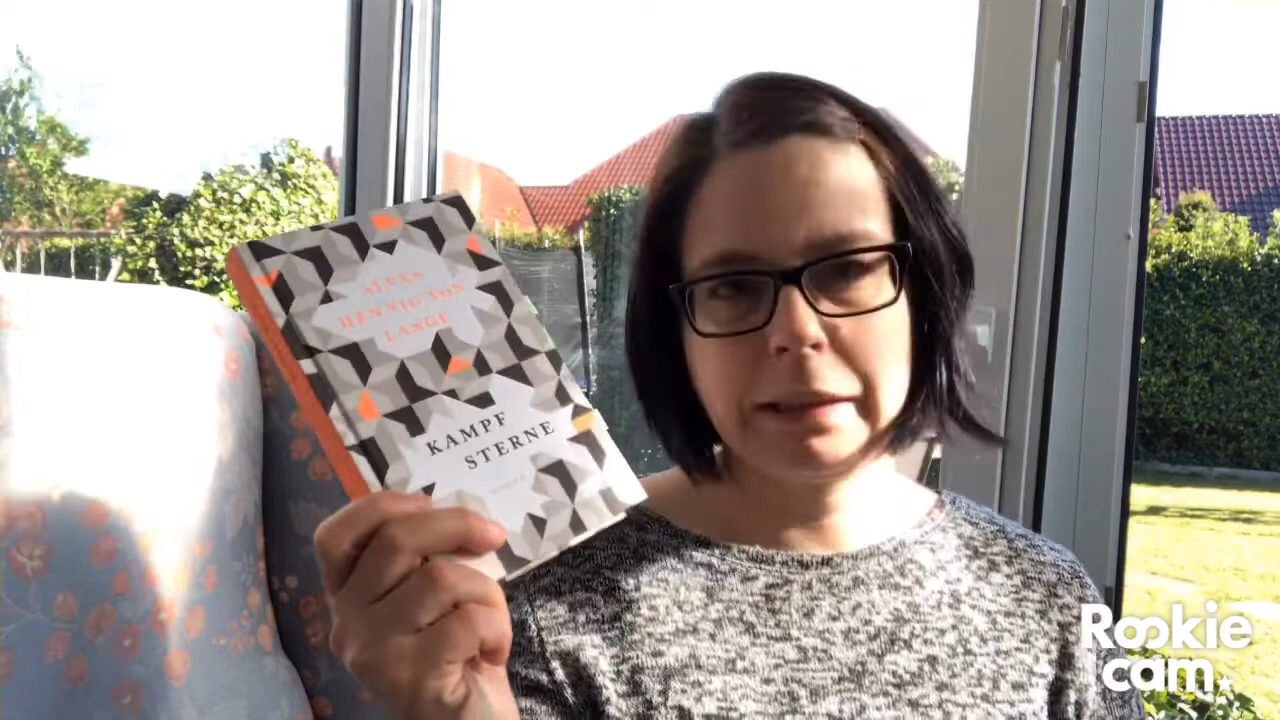 ALEXA
HENNIG VON
LANGE
KAMPF
STERNE
Rookie
cam